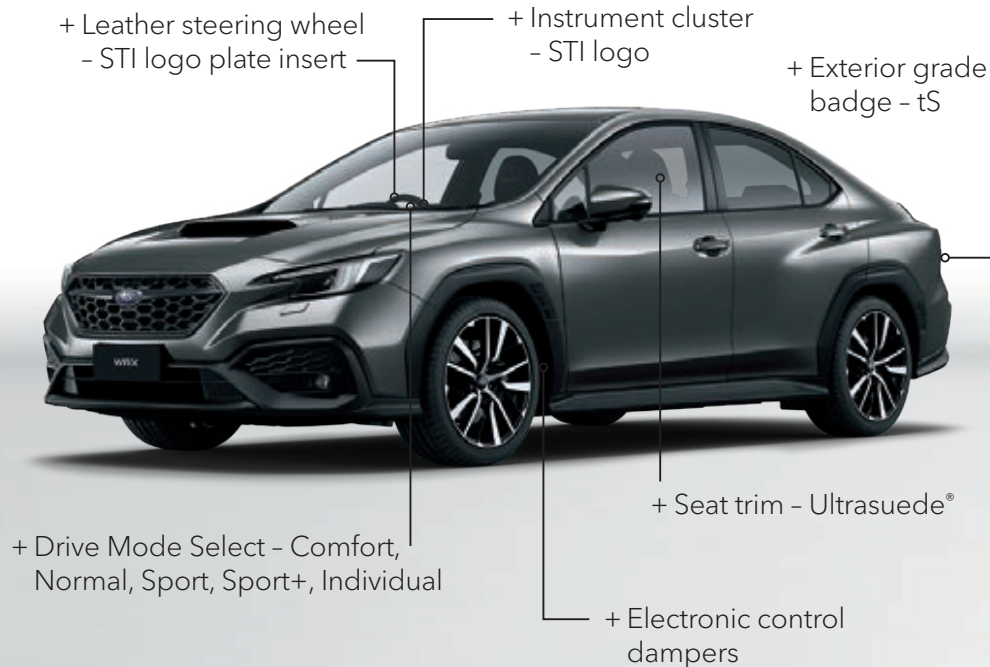 + Leather steering wheel
– STI logo plate insert
+ Instrument cluster
– STI logo
+ Exterior grade
badge – tS
WRX
+ Seat trim – Ultrasuede®
+ Drive Mode Select – Comfort,
Normal, Sport, Sport+, Individual
+ Electronic control
dampers